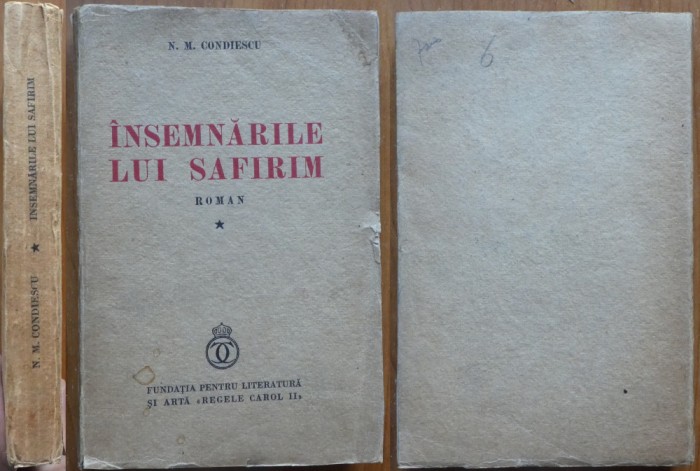 N. M. CONDIESCU ★ ÎNSEMNĂRILE LUI SAFIRIM
N. M. CONDIESCU
ÎNSEMNĂRILE
LUI SAFIRIM
ROMAN
★
FUNDAȚIA PENTRU LITERATURĂ
ȘI ARTĂ «REGELE CAROL II»
6